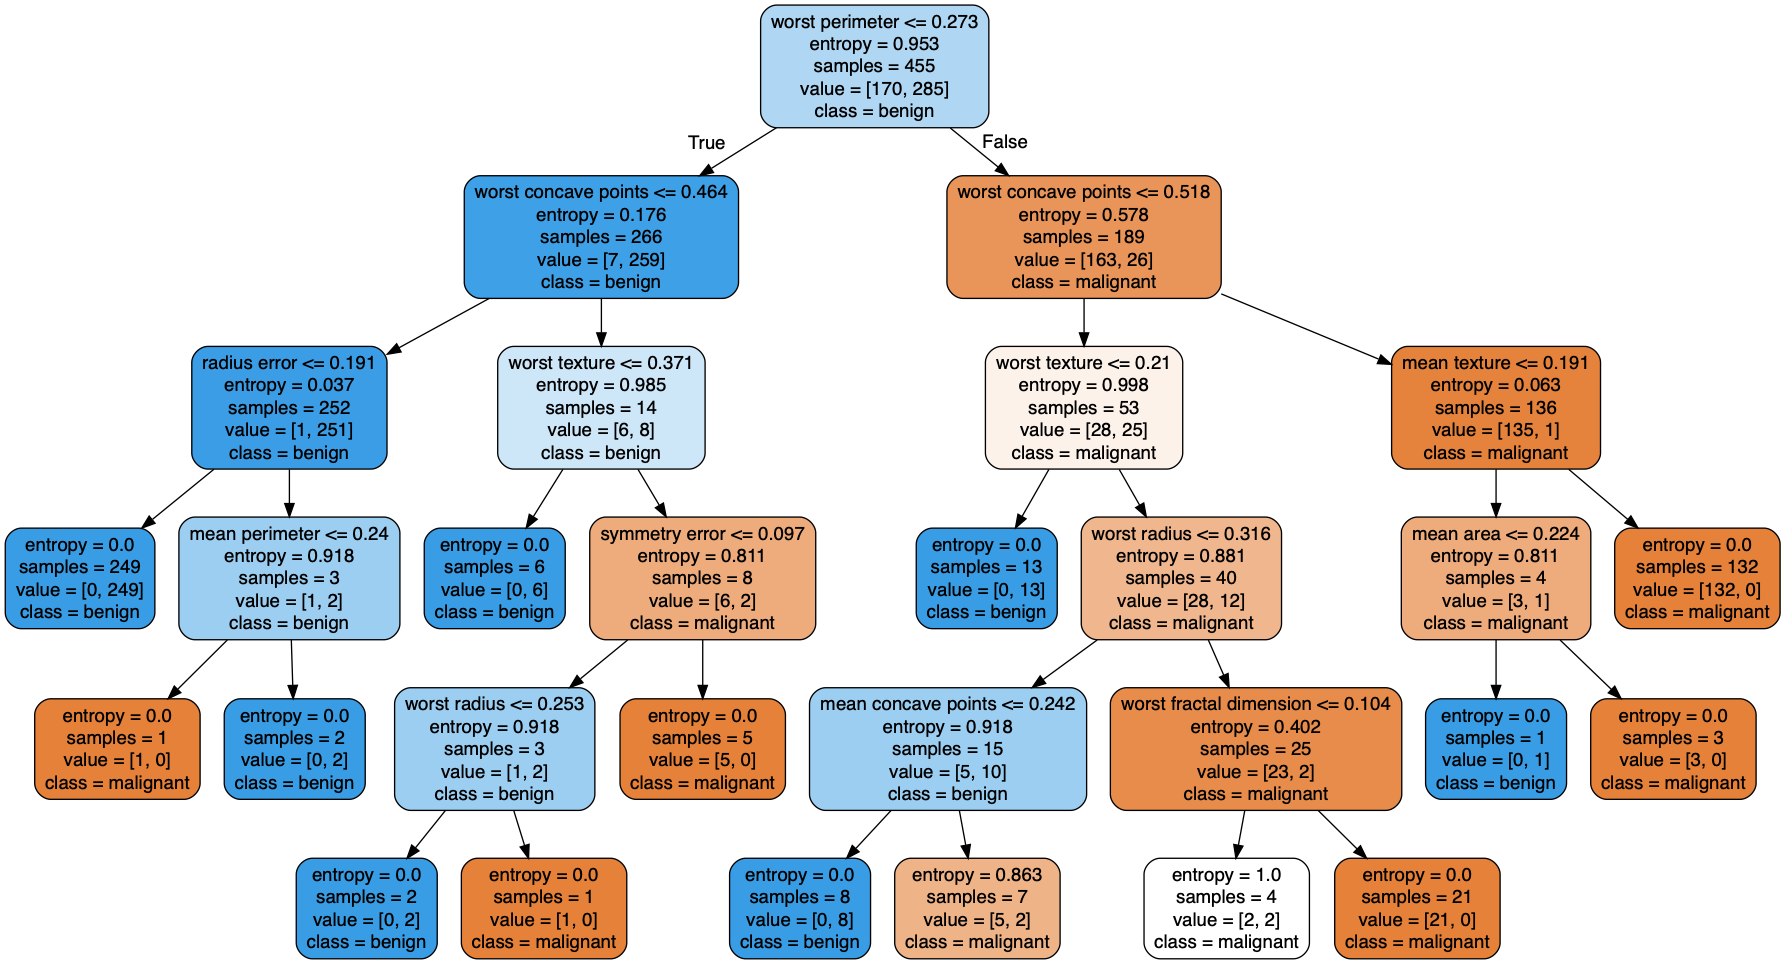 worst perimeter <= 0.273
entropy = 0.953
samples = 455
value = [170, 285]
class = benign
True
False
worst concave points <= 0.464
entropy = 0.176
samples = 266
value = [7, 259]
class = benign
worst concave points <= 0.518
entropy = 0.578
samples = 189
value = [163, 26]
class = malignant
radius error <= 0.191
entropy = 0.037
samples = 252
value = [1, 251]
class = benign
worst texture <= 0.371
entropy = 0.985
samples = 14
value = [6, 8]
class = benign
worst texture <= 0.21
entropy = 0.998
samples = 53
value = [28, 25]
class = malignant
mean texture <= 0.191
entropy = 0.063
samples = 136
value = [135, 1]
class = malignant
entropy = 0.0
samples = 249
value = [0, 249]
class = benign
mean perimeter <= 0.24
entropy = 0.918
samples = 3
value = [1, 2]
class = benign
entropy = 0.0
samples = 6
value = [0, 6]
class = benign
symmetry error <= 0.097
entropy = 0.811
samples = 8
value = [6, 2]
class = malignant
entropy = 0.0
samples = 13
value = [0, 13]
class = benign
worst radius <= 0.316
entropy = 0.881
samples = 40
value = [28, 12]
class = malignant
mean area <= 0.224
entropy = 0.811
samples = 4
value = [3, 1]
class = malignant
entropy = 0.0
samples = 132
value = [132, 0]
class = malignant
entropy = 0.0
samples = 1
value = [1, 0]
class = malignant
entropy = 0.0
samples = 2
value = [0, 2]
class = benign
worst radius <= 0.253
entropy = 0.918
samples = 3
value = [1, 2]
class = benign
entropy = 0.0
samples = 5
value = [5, 0]
class = malignant
mean concave points <= 0.242
entropy = 0.918
samples = 15
value = [5, 10]
class = benign
worst fractal dimension <= 0.104
entropy = 0.402
samples = 25
value = [23, 2]
class = malignant
entropy = 0.0
samples = 1
value = [0, 1]
class = benign
entropy = 0.0
samples = 3
value = [3, 0]
class = malignant
entropy = 0.0
samples = 2
value = [0, 2]
class = benign
entropy = 0.0
samples = 1
value = [1, 0]
class = malignant
entropy = 0.0
samples = 8
value = [0, 8]
class = benign
entropy = 0.863
samples = 7
value = [5, 2]
class = malignant
entropy = 1.0
samples = 4
value = [2, 2]
class = malignant
entropy = 0.0
samples = 21
value = [21, 0]
class = malignant